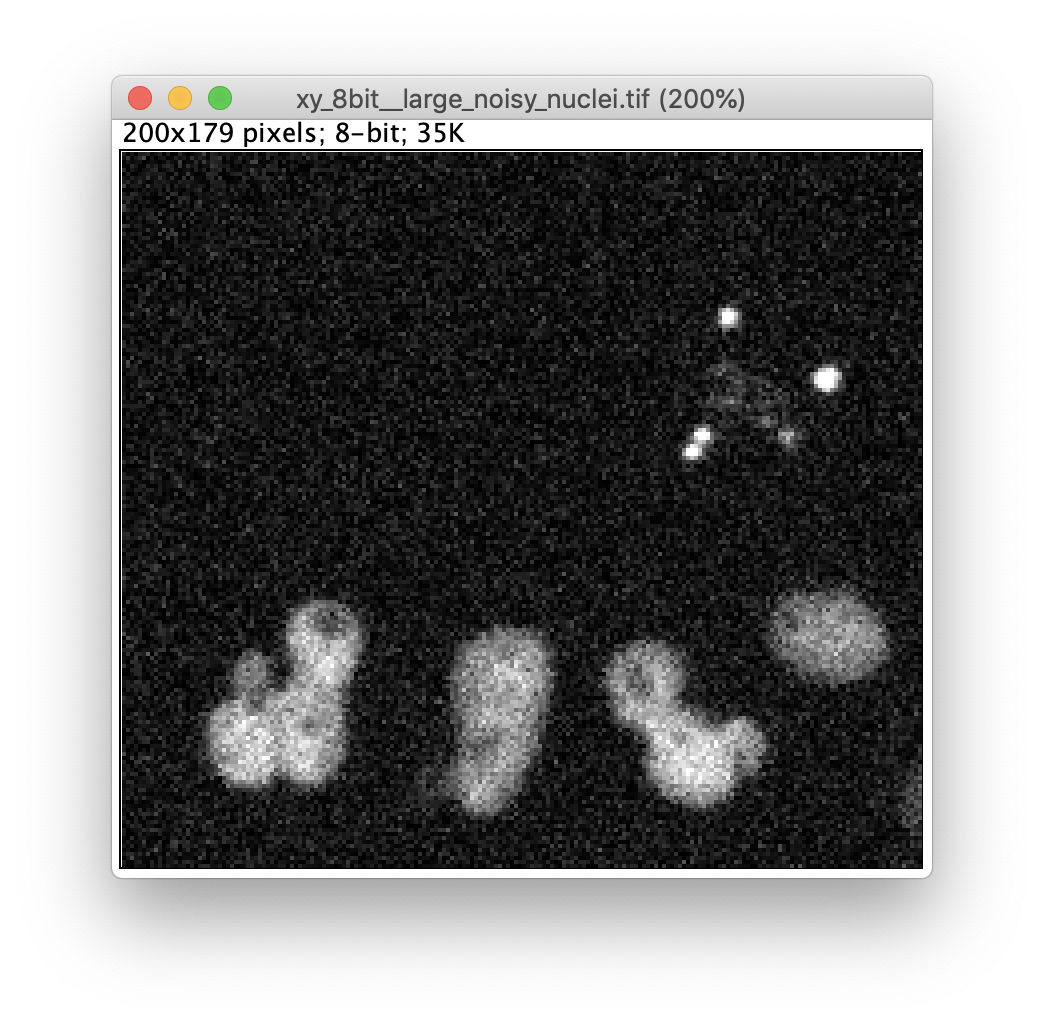 xy_8bit__large_noisy_nuclei.tif (200%)
200x179 pixels; 8-bit; 35K